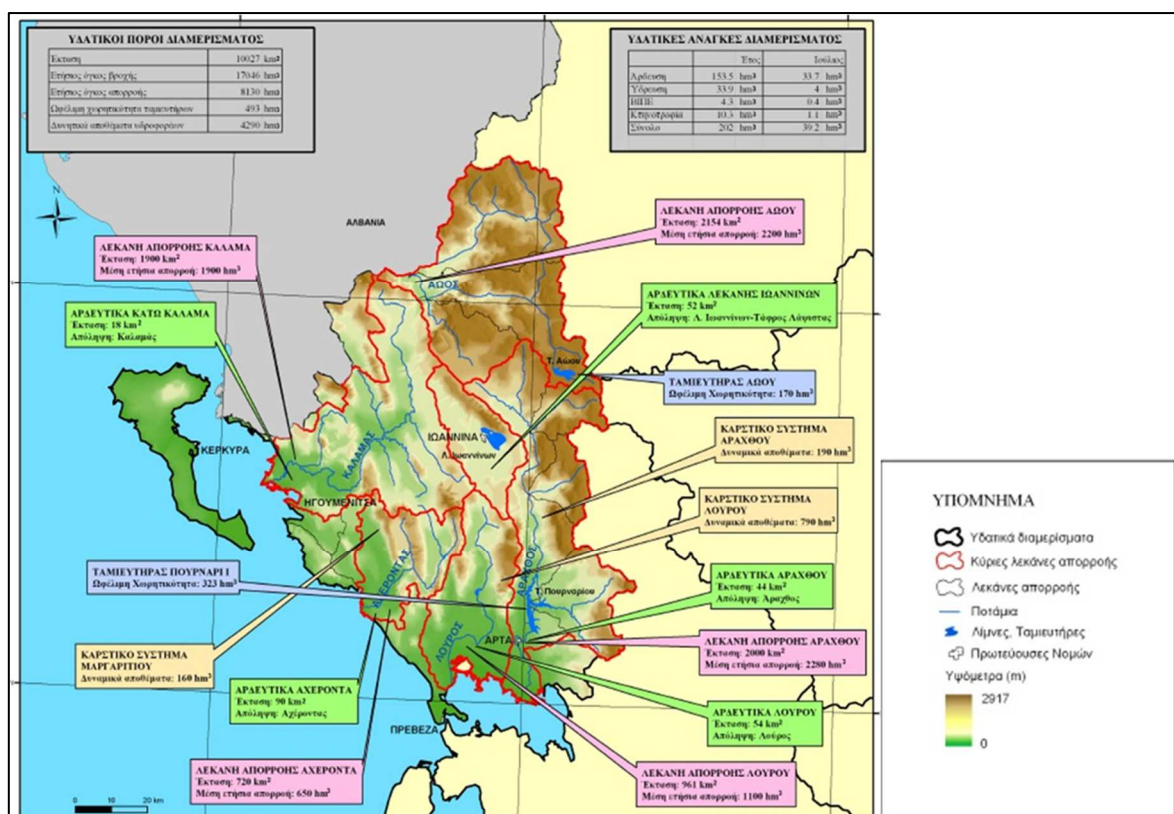 ΥΔΑΤΙΚΟΙ ΠΟΡΟΙ ΔΙΑΜΕΡΙΣΜΑΤΟΣ
Έκταση 10027 km²
Ετήσιος όγκος βροχής 17046 hm³
Ετήσιος όγκος απορροής 8130 hm³
Ωφέλιμη χωρητικότητα ταμιευτήρων 493 hm³
Δυνητικά αποθέματα υδροφορέων 4290 hm³
ΥΔΑΤΙΚΕΣ ΑΝΑΓΚΕΣ ΔΙΑΜΕΡΙΣΜΑΤΟΣ
Έτος Ιούλιος
Άρδευση 153.5 hm³ 33.7 hm³
Ύδρευση 33.9 hm³ 4 hm³
ΒΙΠΕ 4.3 hm³ 0.4 hm³
Κτηνοτροφία 10.3 hm³ 1.1 hm³
Σύνολο 202 hm³ 39.2 hm³
N
ΑΛΒΑΝΙΑ
ΛΕΚΑΝΗ ΑΠΟΡΡΟΗΣ ΑΩΟΥ
Έκταση: 2154 km²
Μέση ετήσια απορροή: 2200 hm³
ΛΕΚΑΝΗ ΑΠΟΡΡΟΗΣ ΚΑΛΑΜΑ
Έκταση: 1900 km²
Μέση ετήσια απορροή: 1900 hm³
ΑΩΟΣ
ΑΡΔΕΥΤΙΚΑ ΛΕΚΑΝΗΣ ΙΩΑΝΝΙΝΩΝ
Έκταση: 52 km²
Απόληψη: Λ. Ιωαννίνων-Τάφρος Λάψιστας
ΑΡΔΕΥΤΙΚΑ ΚΑΤΩ ΚΑΛΑΜΑ
Έκταση: 18 km²
Απόληψη: Καλαμάς
Τ. Αώου
ΤΑΜΙΕΥΤΗΡΑΣ ΑΩΟΥ
Ωφέλιμη Χωρητικότητα: 170 hm³
ΚΕΡΚΥΡΑ
ΚΑΛΑΜΑΣ
ΙΩΑΝΝΙΝΑ
Λ. Ιωαννίνων
ΚΑΡΣΤΙΚΟ ΣΥΣΤΗΜΑ
ΑΡΑΧΘΟΥ
Δυναμικά αποθέματα: 190 hm³
ΗΓΟΥΜΕΝΙΤΣΑ
ΚΑΡΣΤΙΚΟ ΣΥΣΤΗΜΑ
ΛΟΥΡΟΥ
Δυναμικά αποθέματα: 790 hm³
ΤΑΜΙΕΥΤΗΡΑΣ ΠΟΥΡΝΑΡΙ Ι
Ωφέλιμη Χωρητικότητα: 323 hm³
ΑΡΑΧΘΟΣ
Τ. Πουρναρίου
ΑΡΔΕΥΤΙΚΑ ΑΡΑΧΘΟΥ
Έκταση: 44 km²
Απόληψη: Άραχθος
ΛΟΥΡΟΣ
ΑΡΤΑ
ΛΕΚΑΝΗ ΑΠΟΡΡΟΗΣ ΑΡΑΧΘΟΥ
Έκταση: 2000 km²
Μέση ετήσια απορροή: 2280 hm³
ΚΑΡΣΤΙΚΟ ΣΥΣΤΗΜΑ
ΜΑΡΓΑΡΙΤΙΟΥ
Δυναμικά αποθέματα: 160 hm³
ΑΡΔΕΥΤΙΚΑ ΑΧΕΡΟΝΤΑ
Έκταση: 90 km²
Απόληψη: Αχέροντας
ΑΡΔΕΥΤΙΚΑ ΛΟΥΡΟΥ
Έκταση: 54 km²
Απόληψη: Λούρος
ΠΡΕΒΕΖΑ
ΛΕΚΑΝΗ ΑΠΟΡΡΟΗΣ ΑΧΕΡΟΝΤΑ
Έκταση: 720 km²
Μέση ετήσια απορροή: 650 hm³
ΛΕΚΑΝΗ ΑΠΟΡΡΟΗΣ ΛΟΥΡΟΥ
Έκταση: 961 km²
Μέση ετήσια απορροή: 1100 hm³
0 10 20 km
ΥΠΟΜΝΗΜΑ
Υδατικά διαμερίσματα
Κύριες λεκάνες απορροής
Λεκάνες απορροής
Ποτάμια
Λίμνες, Ταμιευτήρες
Πρωτεύουσες Νομών
Υψόμετρα (m)
2917
0